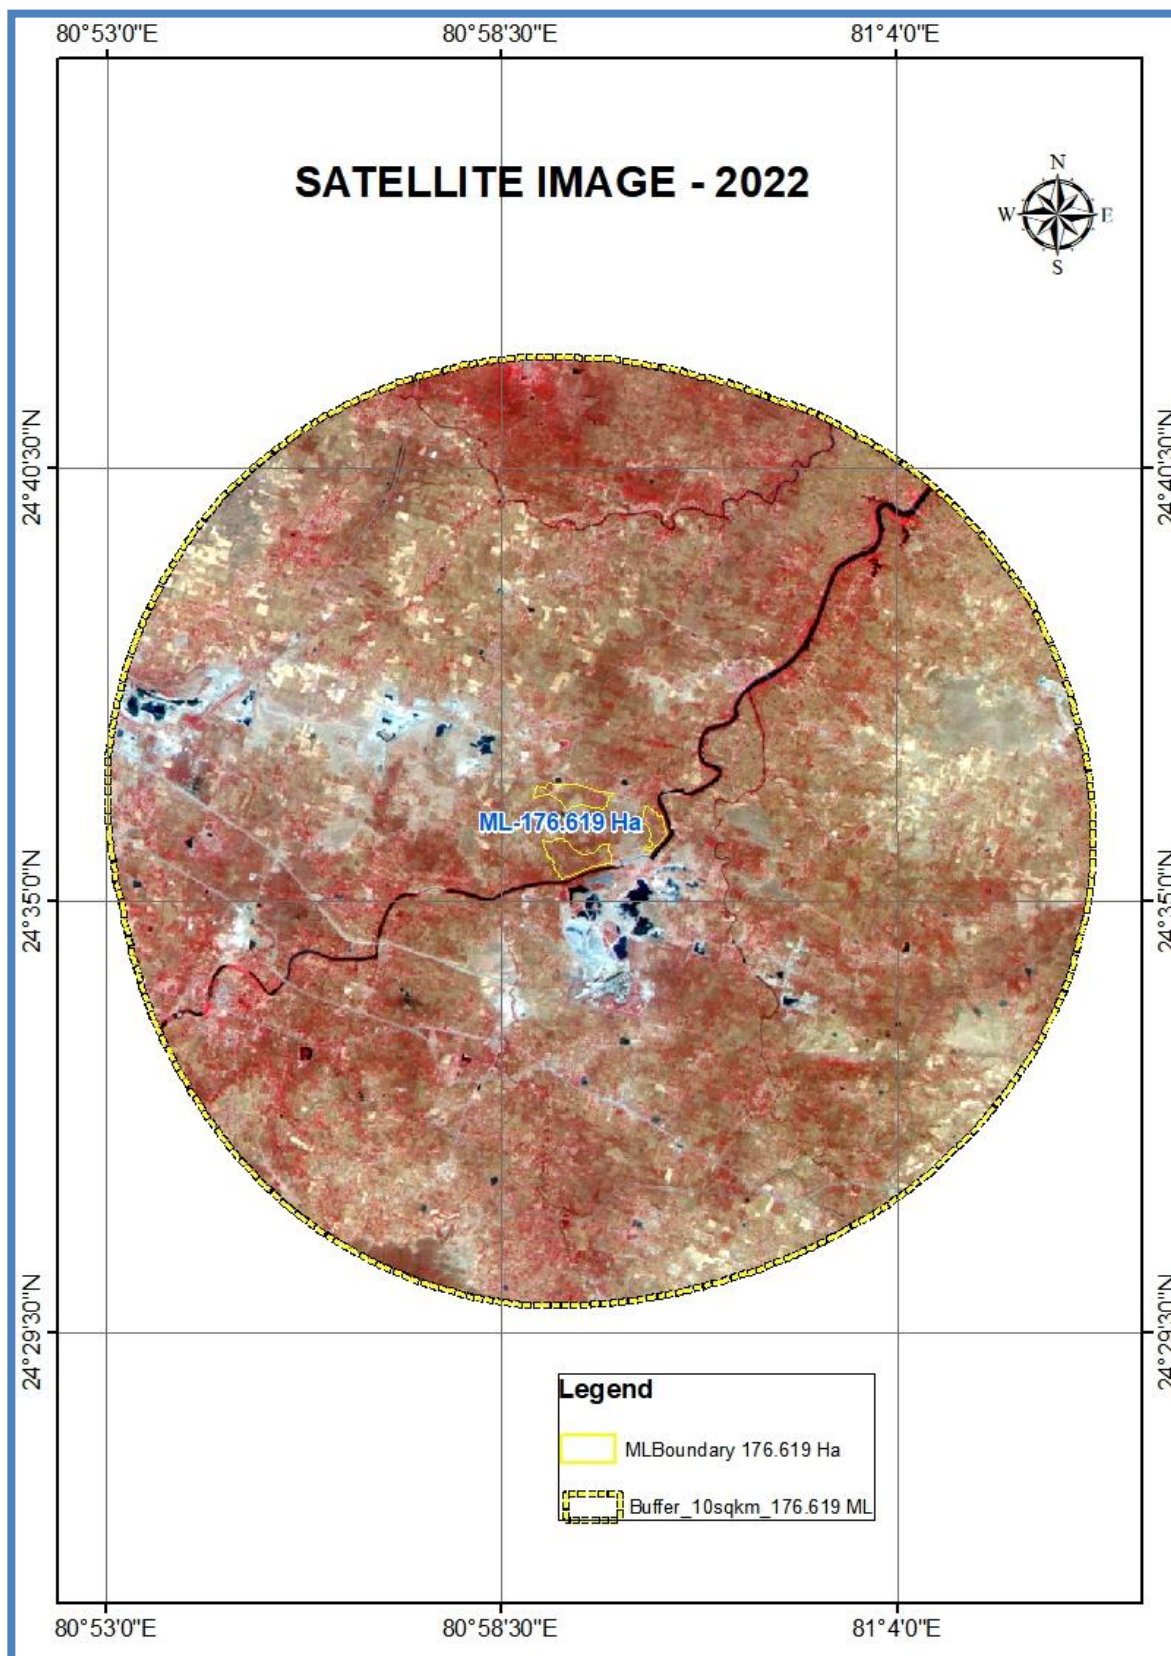 80°53'0"E 80°58'30"E 81°4'0"E
SATELLITE IMAGE - 2022
N
W E
S
24°40'30"N 24°40'30"N
ML-176.619 Ha
24°35'0"N 24°35'0"N
24°29'30"N 24°29'30"N
Legend
MLBoundary 176.619 Ha
Buffer_10sqkm_176.619 ML
80°53'0"E 80°58'30"E 81°4'0"E